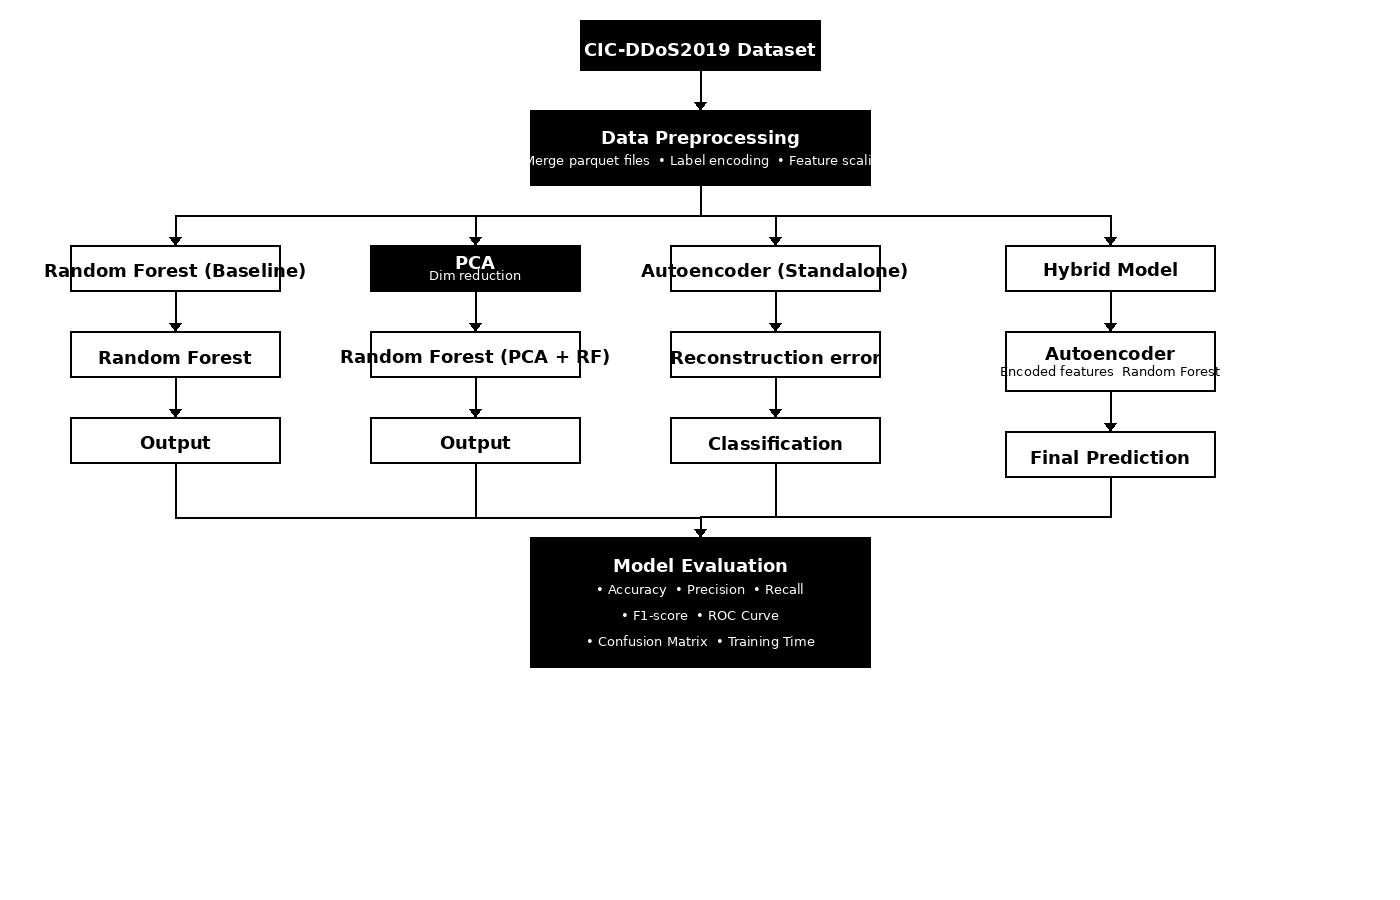 CIC-DDoS2019 Dataset
Data Preprocessing
Merge parquet files • Label encoding • Feature scali
Random Forest (Baseline)
PCA
Dim reduction
Autoencoder (Standalone)
Hybrid Model
Random Forest
Random Forest (PCA + RF)
Reconstruction error
Autoencoder
Encoded features Random Forest
Output
Output
Classification
Final Prediction
Model Evaluation
• Accuracy • Precision • Recall
• F1-score • ROC Curve
• Confusion Matrix • Training Time